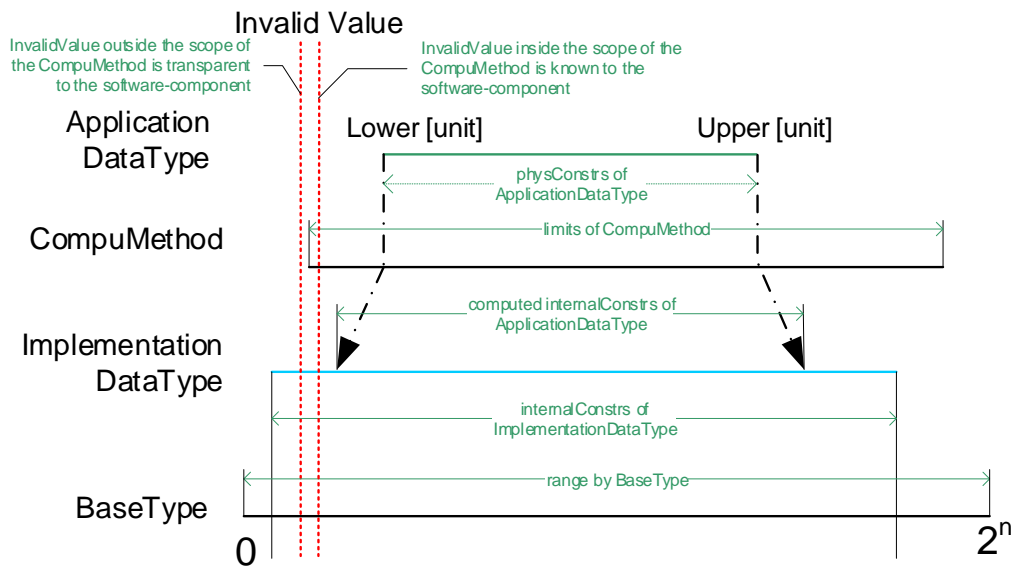 Invalid Value
InvalidValue outside the scope of
the CompuMethod is transparent
to the software-component
InvalidValue inside the scope of the
CompuMethod is known to the
software-component
Application
DataType
Lower [unit]
Upper [unit]
physConstrs of
ApplicationDataType
CompuMethod
limits of CompuMethod
computed internalConstrs of
ApplicationDataType
Implementation
DataType
internalConstrs of
ImplementationDataType
range by BaseType
BaseType
0
2^n